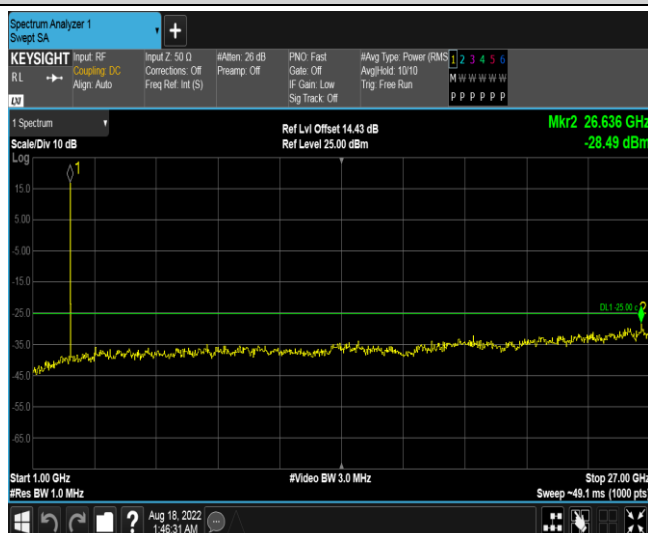 Spectrum Analyzer 1
Swept SA
+
KEYSIGHT Input: RF Input Z: 50 Ω #Atten: 26 dB PNO: Fast #Avg Type: Power (RMS 1 2 3 4 5 6
RL Coupling: DC Corrections: Off Preamp: Off Gate: Off Avg|Hold: 10/10 M W W W W W
Align: Auto Freq Ref: Int (S) IF Gain: Low Trig: Free Run
Sig Track: Off P P P P P P
LXI
1 Spectrum Ref Lvl Offset 14.43 dB Mkr2 26.636 GHz
Scale/Div 10 dB Ref Level 25.00 dBm -28.49 dBm
Log
1
15.0
5.00
-5.00
-15.0
-25.0 DL1 -25.00 2
-35.0
-45.0
-55.0
-65.0
Start 1.00 GHz #Video BW 3.0 MHz Stop 27.00 GHz
#Res BW 1.0 MHz Sweep ~49.1 ms (1000 pts)
? Aug 18, 2022
1:46:31 AM